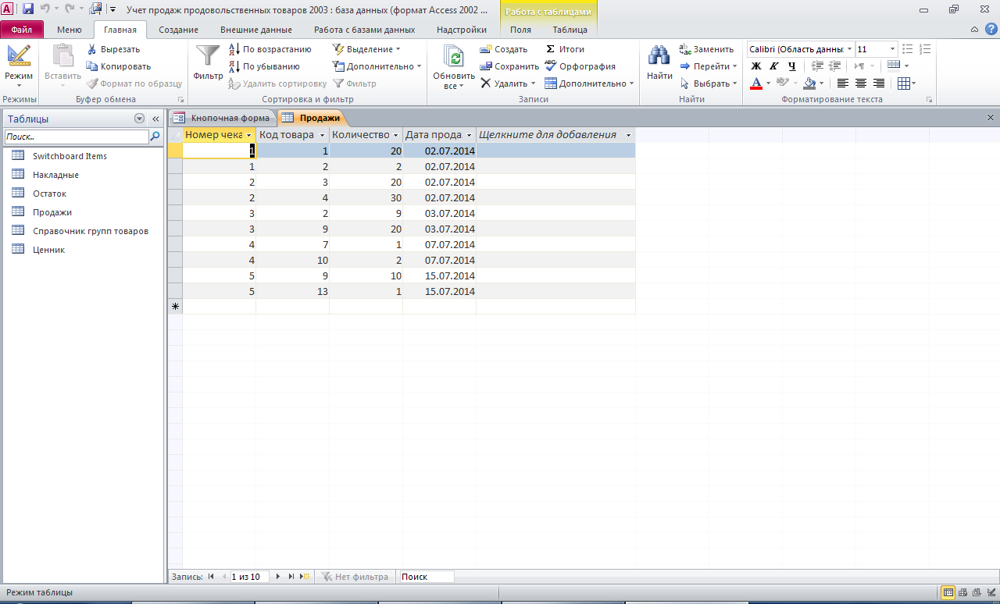 Учет продаж продовольственных товаров 2003 : база данных (формат Access 2002 ...
Работа с таблицами
Файл Меню Главная Создание Внешние данные Работа с базами данных Надстройки Поля Таблица
Режим
Режимы
Вставить
Вырезать
Копировать
Формат по образцу
Буфер обмена
Фильтр
По возрастанию
По убыванию
Удалить сортировку
Выделение
Дополнительно
Фильтр
Сортировка и фильтр
Обновить
все
Создать
Сохранить
Удалить
Итоги
Орфография
Дополнительно
Записи
Найти
Заменить
Перейти
Выбрать
Найти
Calibri (Область данны: 11
Ж К Ч
Форматирование текста
Таблицы
Поиск...
Switchboard Items
Накладные
Остаток
Продажи
Справочник групп товаров
Ценник
Кнопочная форма Продажи
Номер чека Код товара Количество Дата прода Щелкните для добавления
1 1 20 02.07.2014
1 2 2 02.07.2014
2 3 20 02.07.2014
2 4 30 02.07.2014
3 2 9 03.07.2014
3 9 20 03.07.2014
4 7 1 07.07.2014
4 10 2 07.07.2014
5 9 10 15.07.2014
5 13 1 15.07.2014
Запись: 1 из 10 Нет фильтра Поиск
Режим таблицы